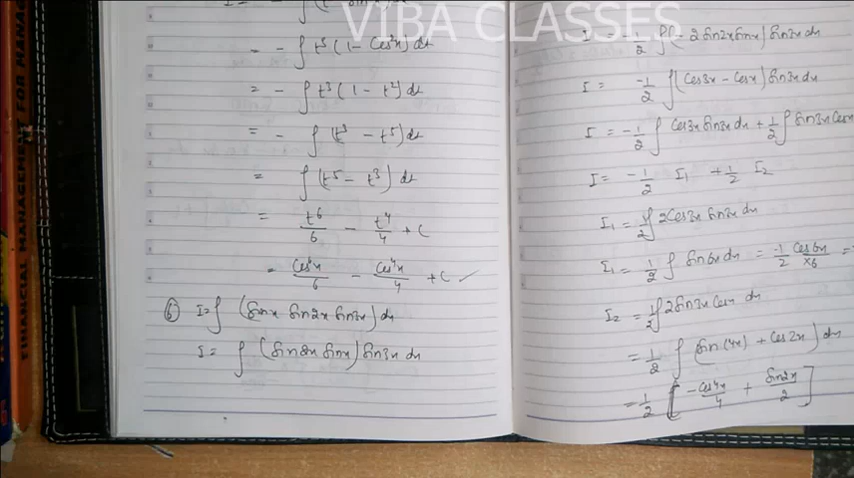 VIBA CLASSES
FINANCIAL MANAGEMENT FOR MANAG
= - ∫ t³ (1 - Cos²x) dt
= - ∫ t³ (1 - t²) dt
= - ∫ (t³ - t⁵) dt
= ∫ (t⁵ - t³) dt
= t⁶/6 - t⁴/4 + C
= Cos⁶x/6 - Cos⁴x/4 + C ✓
⑥ I = ∫ (Sinx Sin2x Sin3x) dx
I = ∫ (Sin2x Sinx) Sin3x dx
I = 1/2 ∫ (- 2 Sin2x Sinx) Sin3x dx
I = -1/2 ∫ (Cos3x - Cosx) Sin3x dx
I = -1/2 ∫ Cos3x Sin3x dx + 1/2 ∫ Sin3x Cosx
I = -1/2 I₁ + 1/2 I₂
I₁ = 1/2 ∫ 2Cos3x Sin3x dx
I₁ = 1/2 ∫ Sin6x dx = -1/2 Cos6x/×6 =
I₂ = 1/2 ∫ 2Sin3x Cosx dx
= 1/2 ∫ (Sin(4x) + Cos2x) dx
= 1/2 [ -Cos4x/4 + Sin2x/2 ]